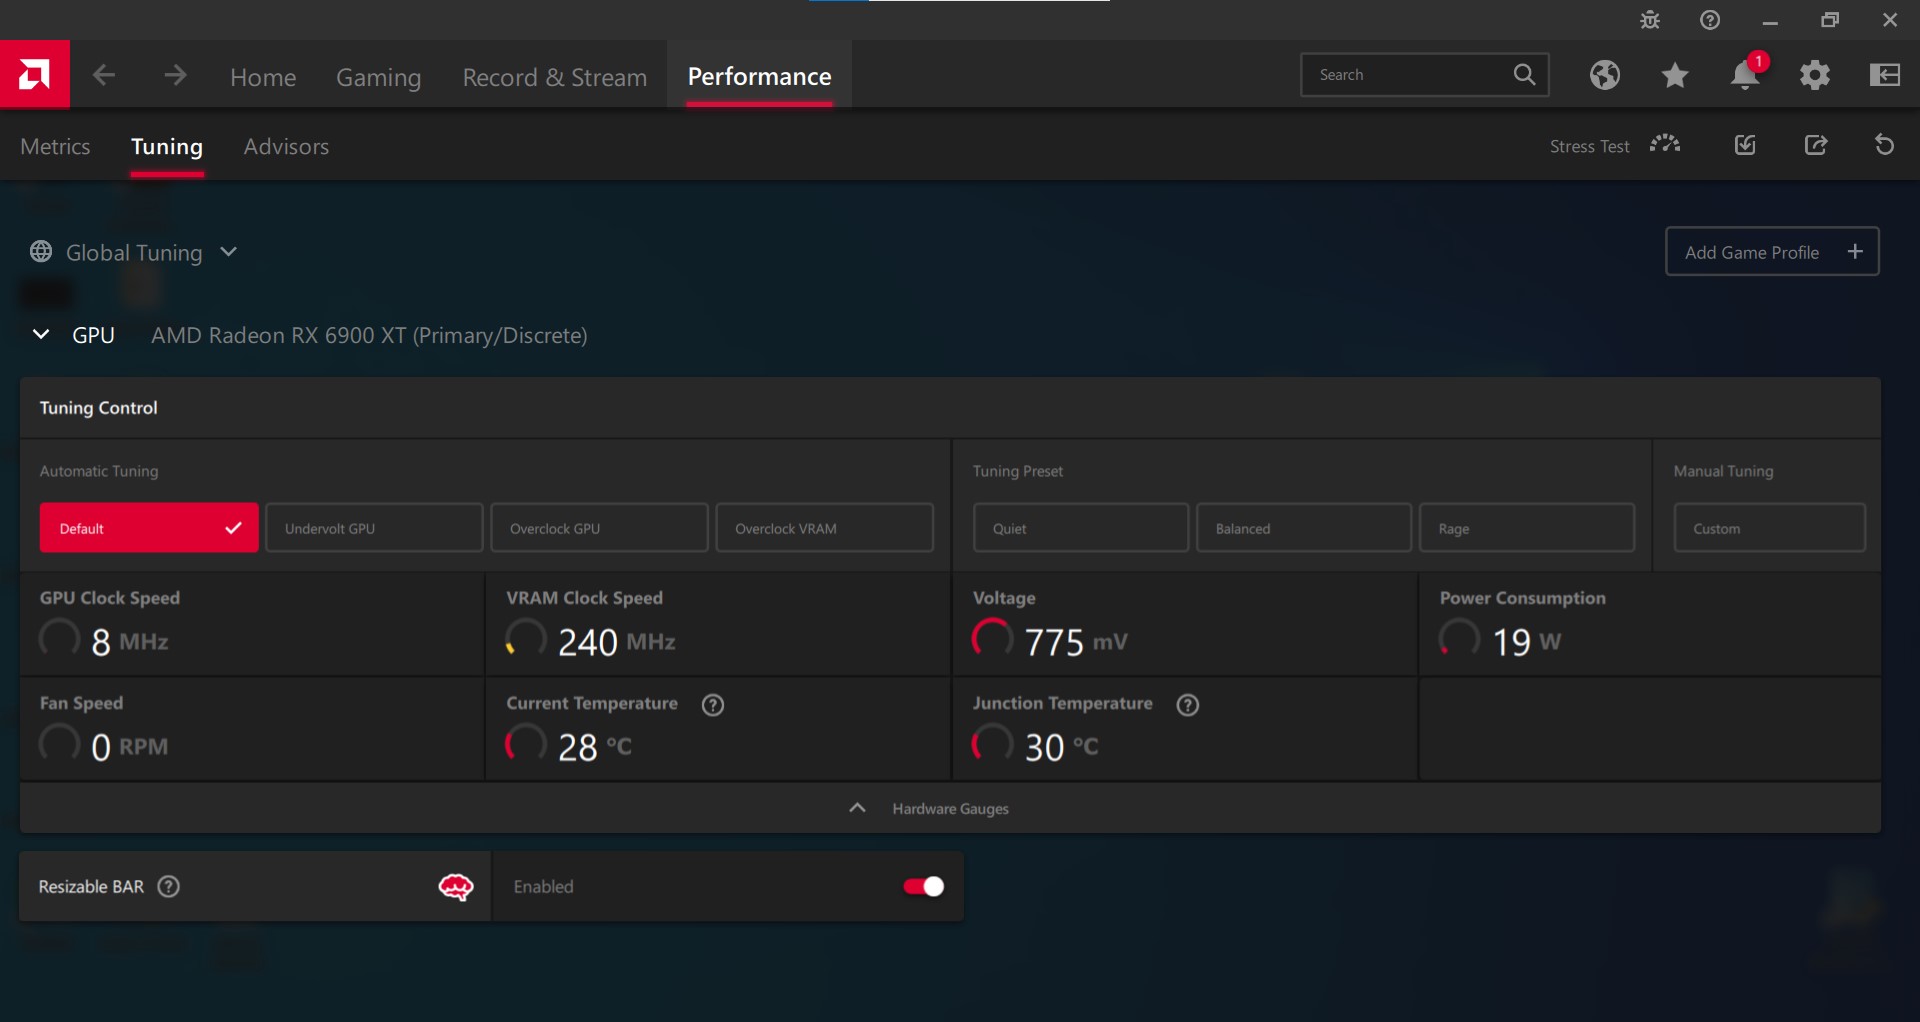 Home Gaming Record & Stream Performance Search 1
Metrics Tuning Advisors Stress Test
Global Tuning Add Game Profile +
GPU AMD Radeon RX 6900 XT (Primary/Discrete)
Tuning Control
Automatic Tuning Tuning Preset Manual Tuning
Default Undervolt GPU Overclock GPU Overclock VRAM Quiet Balanced Rage Custom
GPU Clock Speed VRAM Clock Speed Voltage Power Consumption
8 MHz 240 MHz 775 mV 19 W
Fan Speed Current Temperature ? Junction Temperature ?
0 RPM 28 °C 30 °C
Hardware Gauges
Resizable BAR ? Enabled